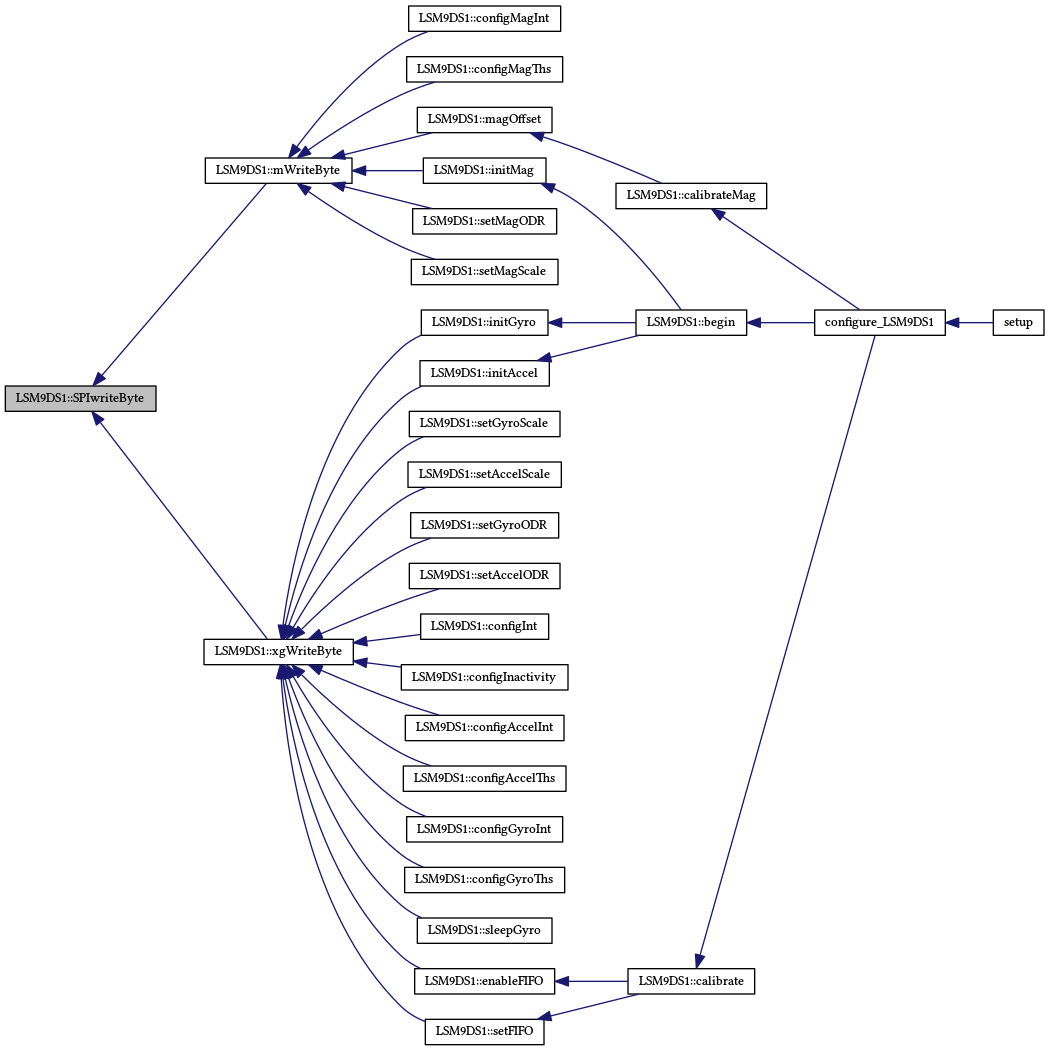 LSM9DS1::configMagInt
LSM9DS1::configMagThs
LSM9DS1::magOffset
LSM9DS1::mWriteByte
LSM9DS1::initMag
LSM9DS1::calibrateMag
LSM9DS1::setMagODR
LSM9DS1::setMagScale
LSM9DS1::initGyro
LSM9DS1::begin
configure_LSM9DS1
setup
LSM9DS1::initAccel
LSM9DS1::SPIwriteByte
LSM9DS1::setGyroScale
LSM9DS1::setAccelScale
LSM9DS1::setGyroODR
LSM9DS1::setAccelODR
LSM9DS1::configInt
LSM9DS1::xgWriteByte
LSM9DS1::configInactivity
LSM9DS1::configAccelInt
LSM9DS1::configAccelThs
LSM9DS1::configGyroInt
LSM9DS1::configGyroThs
LSM9DS1::sleepGyro
LSM9DS1::enableFIFO
LSM9DS1::calibrate
LSM9DS1::setFIFO